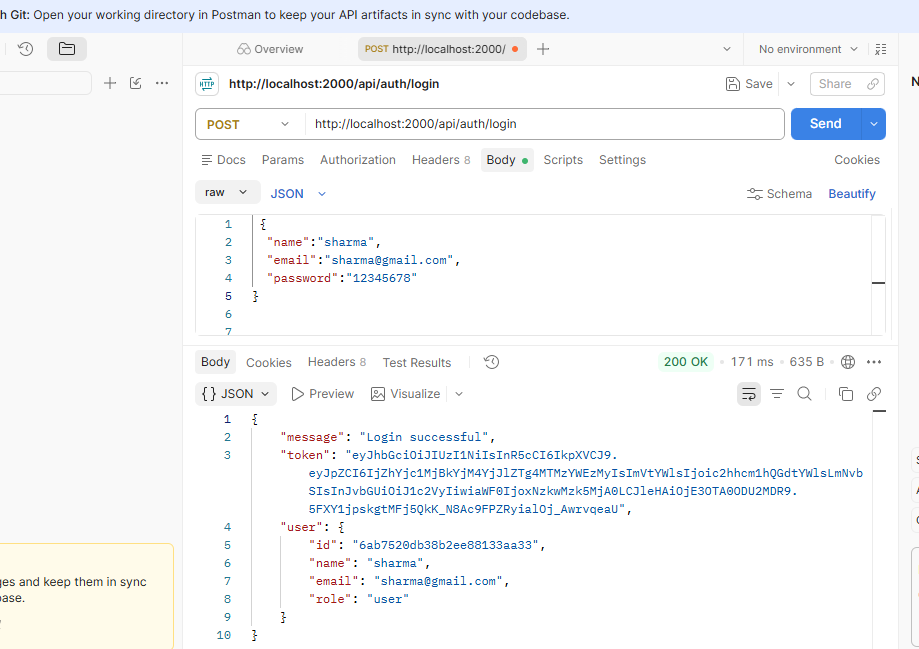 h Git: Open your working directory in Postman to keep your API artifacts in sync with your codebase.
Overview
POST http://localhost:2000/
No environment
HTTP
http://localhost:2000/api/auth/login
Save
Share
POST
http://localhost:2000/api/auth/login
Send
Docs Params Authorization Headers 8 Body Scripts Settings Cookies
raw JSON Schema Beautify
1 {
2 "name":"sharma",
3 "email":"sharma@gmail.com",
4 "password":"12345678"
5 }
6
7
Body Cookies Headers 8 Test Results 200 OK 171 ms 635 B
{} JSON Preview Visualize
1 {
2 "message": "Login successful",
3 "token": "eyJhbGciOiJIUzI1NiIsInR5cCI6IkpXVCJ9.
eyJpZCI6IjZhYjc1MjBkYjM4YjJlZTg4MTMzYWEzMyIsImVtYWlsIjoic2hhcm1hQGdtYWlsLmNvb
SIsInJvbGUiOiJ1c2VyIiwiaWF0IjoxNzkwMzk5MjA0LCJleHAiOjE3OTA0ODU2MDR9.
5FXY1jpskgtMFj5QkK_N8Ac9FPZRyialOj_AwrvqeaU",
4 "user": {
5 "id": "6ab7520db38b2ee88133aa33",
6 "name": "sharma",
7 "email": "sharma@gmail.com",
8 "role": "user"
9 }
10 }
ges and keep them in sync
base.